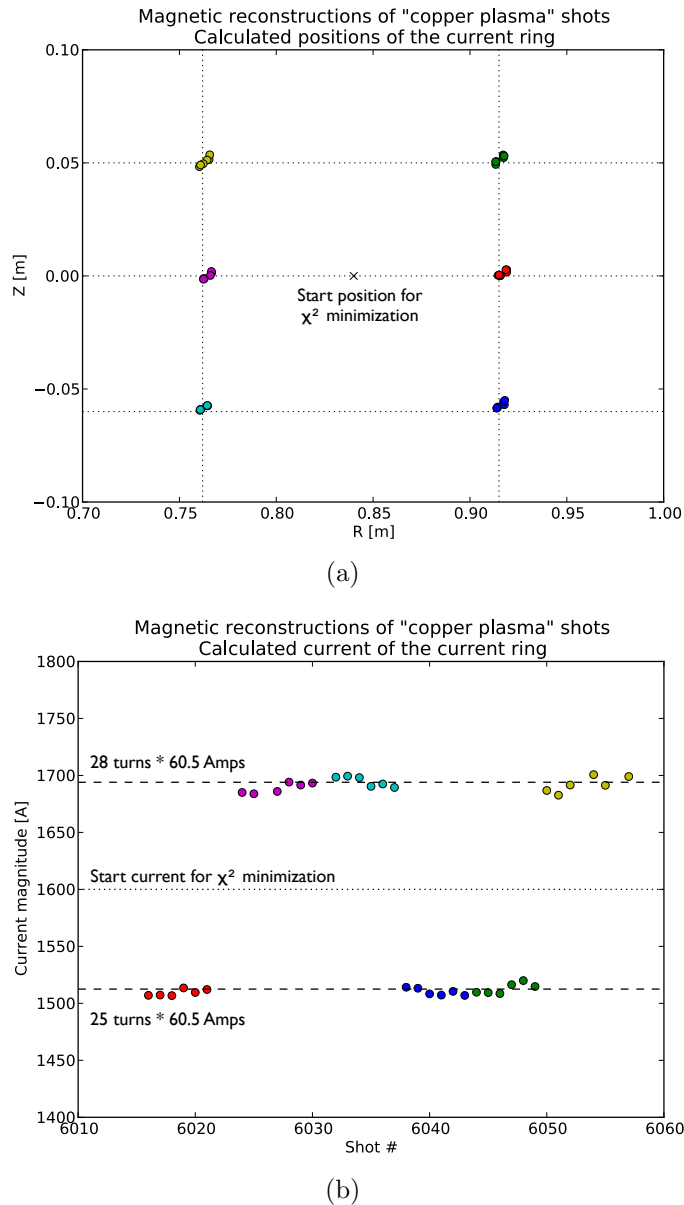 Magnetic reconstructions of "copper plasma" shots
Calculated positions of the current ring
0.10
0.05
0.00
−0.05
−0.10
Z [m]
Start position for
χ² minimization
0.70
0.75
0.80
0.85
0.90
0.95
1.00
R [m]
(a)
Magnetic reconstructions of "copper plasma" shots
Calculated current of the current ring
1800
1750
1700
1650
1600
1550
1500
1450
1400
Current magnitude [A]
28 turns * 60.5 Amps
Start current for χ² minimization
25 turns * 60.5 Amps
6010
6020
6030
6040
6050
6060
Shot #
(b)